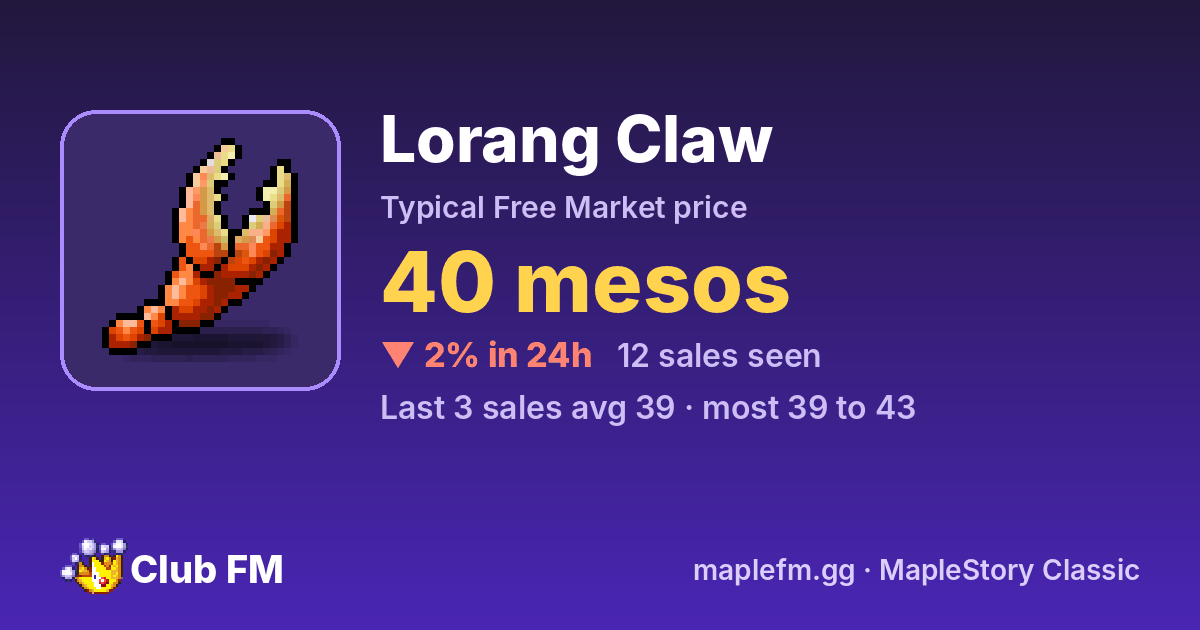 Lorang Claw
Typical Free Market price
40 mesos
▼ 2% in 24h 12 sales seen
Last 3 sales avg 39 · most 39 to 43
Club FM
maplefm.gg · MapleStory Classic